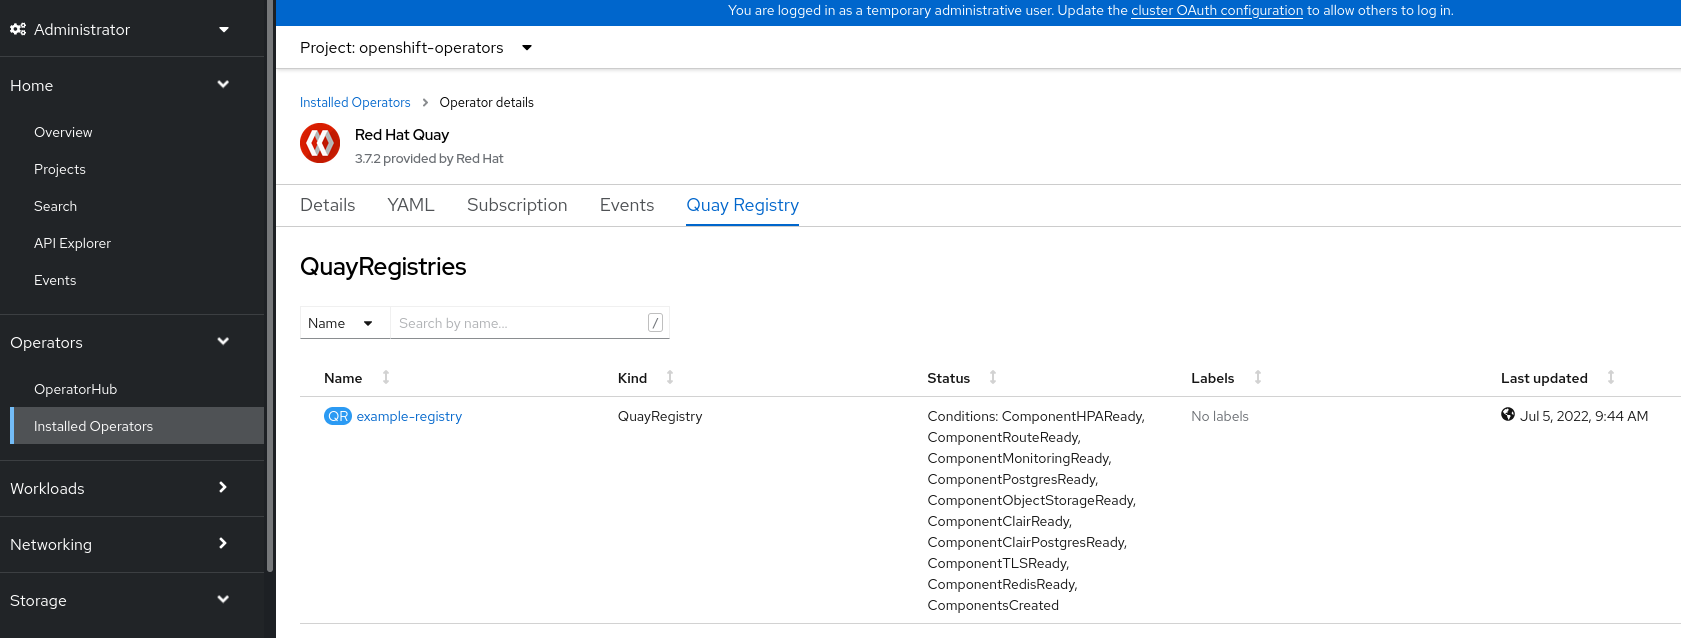 You are logged in as a temporary administrative user. Update the cluster OAuth configuration to allow others to log in.
Administrator
Home
Overview
Projects
Search
API Explorer
Events
Operators
OperatorHub
Installed Operators
Workloads
Networking
Storage
Project: openshift-operators
Installed Operators > Operator details
Red Hat Quay
3.7.2 provided by Red Hat
Details YAML Subscription Events Quay Registry
QuayRegistries
Name Search by name... /
Name Kind Status Labels Last updated
QR example-registry QuayRegistry Conditions: ComponentHPAReady, No labels Jul 5, 2022, 9:44 AM
ComponentRouteReady,
ComponentMonitoringReady,
ComponentPostgresReady,
ComponentObjectStorageReady,
ComponentClairReady,
ComponentClairPostgresReady,
ComponentTLSReady,
ComponentRedisReady,
ComponentsCreated